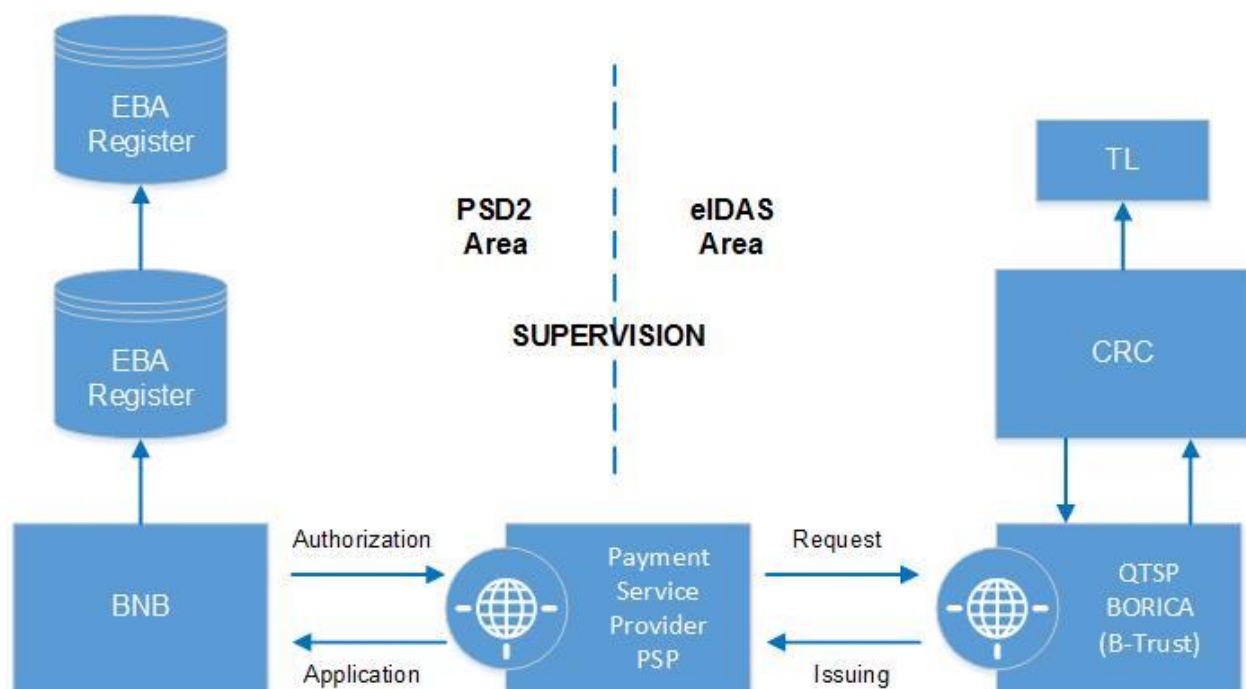 EBA
Register
TL
PSD2
Area
eIDAS
Area
EBA
Register
SUPERVISION
CRC
Authorization
Request
BNB
Payment
Service
Provider
PSP
QTSP
BORICA
(B-Trust)
Application
Issuing